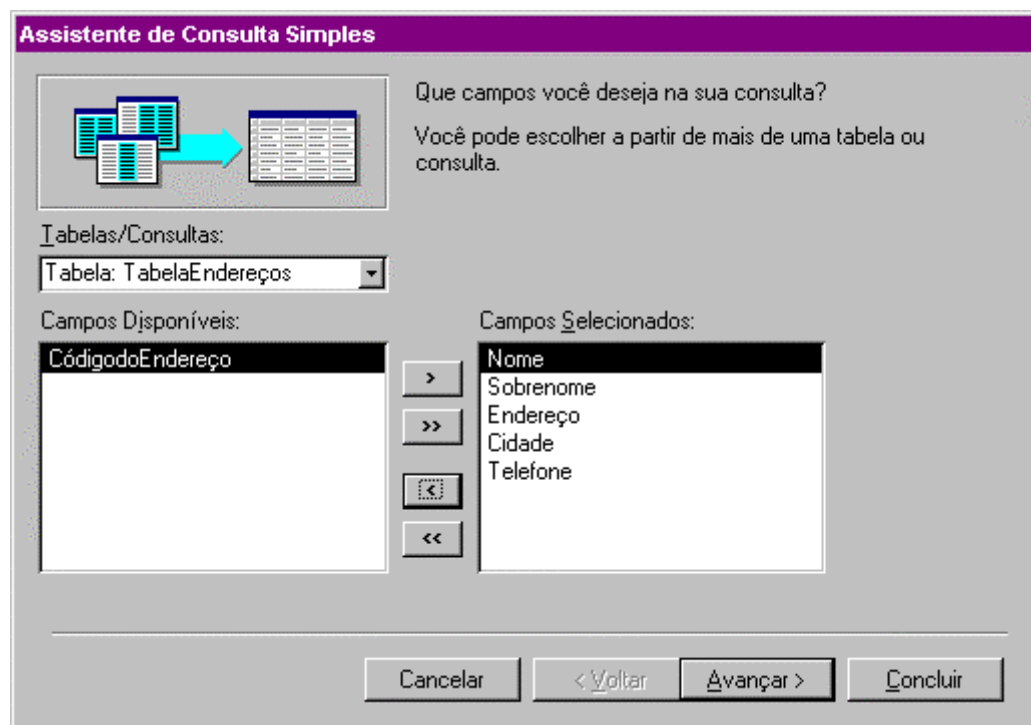 Assistente de Consulta Simples
Que campos você deseja na sua consulta?
Você pode escolher a partir de mais de uma tabela ou
consulta.
Tabelas/Consultas:
Tabela: TabelaEndereços
Campos Disponíveis:
CódigodoEndereço
>
>>
<
<<
Campos Selecionados:
Nome
Sobrenome
Endereço
Cidade
Telefone
Cancelar
< Voltar
Avançar >
Concluir